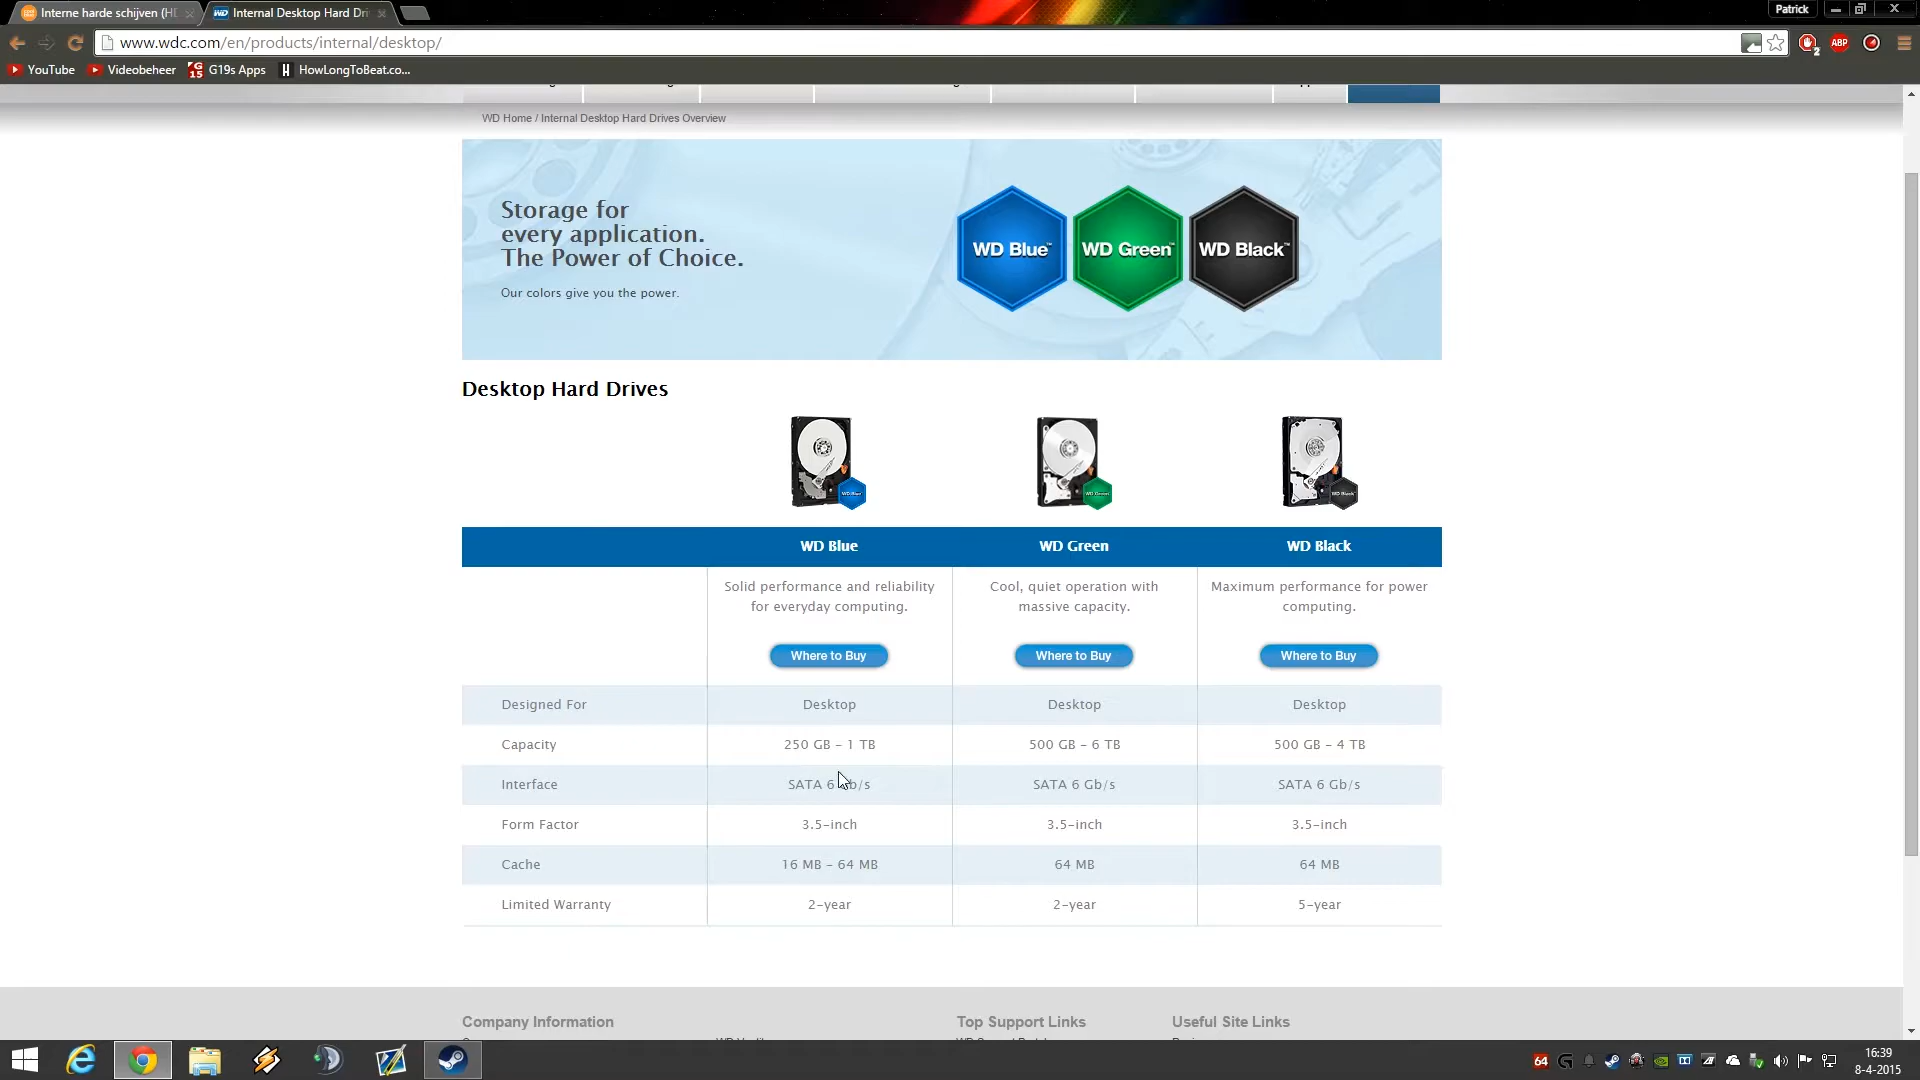 Interne harde schijven (HD
Internal Desktop Hard Dri
Patrick
www.wdc.com/en/products/internal/desktop/
ABP
2
YouTube
Videobeheer
G19s Apps
HowLongToBeat.co...
WD Home / Internal Desktop Hard Drives Overview
Storage for
every application.
The Power of Choice.
Our colors give you the power.
WD Blue™
WD Green™
WD Black™
Desktop Hard Drives
WD Blue WD Green WD Black
Solid performance and reliability
for everyday computing.
Cool, quiet operation with
massive capacity.
Maximum performance for power
computing.
Where to Buy Where to Buy Where to Buy
Designed For Desktop Desktop Desktop
Capacity 250 GB - 1 TB 500 GB - 6 TB 500 GB - 4 TB
Interface SATA 6 Gb/s SATA 6 Gb/s SATA 6 Gb/s
Form Factor 3.5-inch 3.5-inch 3.5-inch
Cache 16 MB - 64 MB 64 MB 64 MB
Limited Warranty 2-year 2-year 5-year
Company Information Top Support Links Useful Site Links
64
16:39
8-4-2015